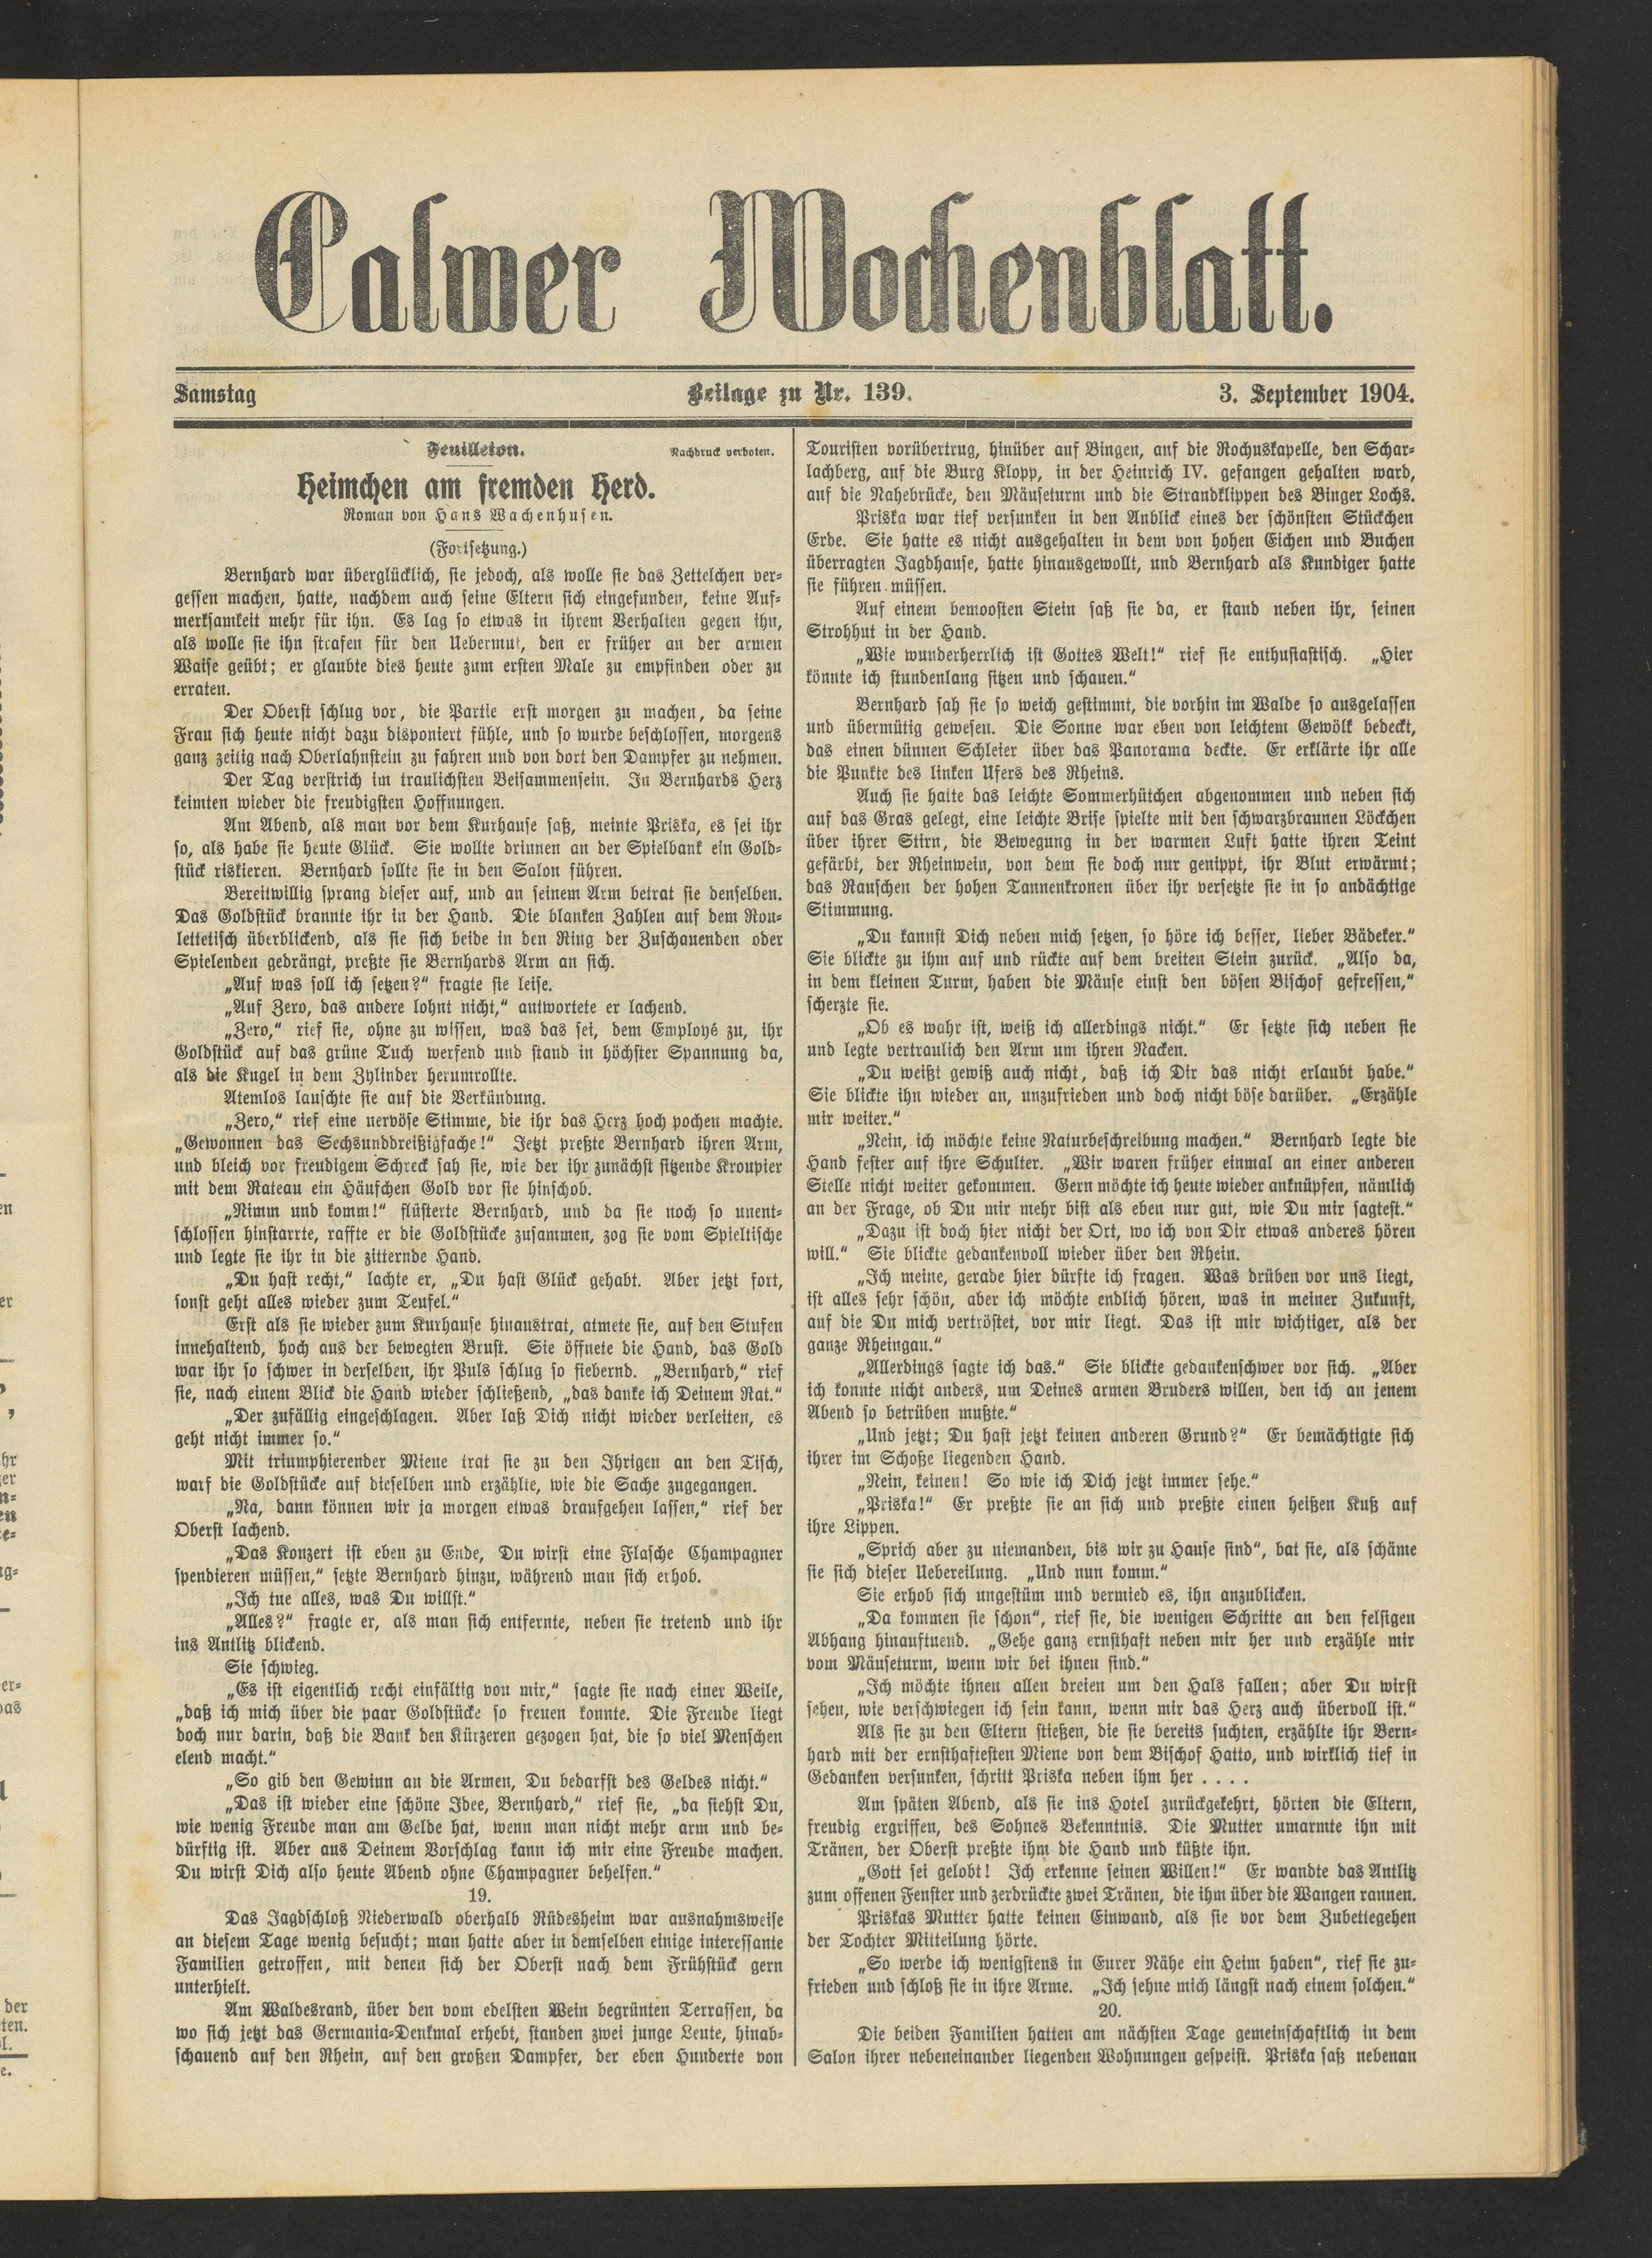 Calwer Wochenblatt.
Samstag
Beilage zu Nr. 139.
3. September 1904.
Feuilleton.
Nachdruck verboten.
Heimchen am fremden Herd.
Roman von Hans Wachenhusen.
(Fortsetzung.)
Bernhard war überglücklich, sie jedoch, als wolle sie das Zettelchen ver-
gessen machen, hatte, nachdem auch seine Eltern sich eingefunden, keine Auf-
merksamkeit mehr für ihn. Es lag so etwas in ihrem Verhalten gegen ihn,
als wolle sie ihn strafen für den Uebermut, den er früher an der armen
Waise geübt; er glaubte dies heute zum ersten Male zu empfinden oder zu
erraten.
Der Oberst schlug vor, die Partie erst morgen zu machen, da seine
Frau sich heute nicht dazu disponiert fühle, und so wurde beschlossen, morgens
ganz zeitig nach Oberlahnstein zu fahren und von dort den Dampfer zu nehmen.
Der Tag verstrich im traulichsten Beisammensein. In Bernhards Herz
keimten wieder die freudigsten Hoffnungen.
Am Abend, als man vor dem Kurhause saß, meinte Priska, es sei ihr
so, als habe sie heute Glück. Sie wollte drinnen an der Spielbank ein Gold-
stück riskieren. Bernhard sollte sie in den Salon führen.
Bereitwillig sprang dieser auf, und an seinem Arm betrat sie denselben.
Das Goldstück brannte ihr in der Hand. Die blanken Zahlen auf dem Rou-
lettetisch überblickend, als sie sich beide in den Ring der Zuschauenden oder
Spielenden gedrängt, preßte sie Bernhards Arm an sich.
„Auf was soll ich setzen?“ fragte sie leise.
„Auf Zero, das andere lohnt nicht,“ antwortete er lachend.
„Zero,“ rief sie, ohne zu wissen, was das sei, dem Employé zu, ihr
Goldstück auf das grüne Tuch werfend und stand in höchster Spannung da,
als die Kugel in dem Zylinder herumrollte.
Atemlos lauschte sie auf die Verkündung.
„Zero,“ rief eine nervöse Stimme, die ihr das Herz hoch pochen machte.
„Gewonnen das Sechsunddreißigfache!“ Jetzt preßte Bernhard ihren Arm,
und bleich vor freudigem Schreck sah sie, wie der ihr zunächst sitzende Kroupier
mit dem Rateau ein Häufchen Gold vor sie hinschob.
„Nimm und komm!“ flüsterte Bernhard, und da sie noch so unent-
schlossen hinstarrte, raffte er die Goldstücke zusammen, zog sie vom Spieltische
und legte sie ihr in die zitternde Hand.
„Du hast recht,“ lachte er, „Du hast Glück gehabt. Aber jetzt fort,
sonst geht alles wieder zum Teufel.“
Erst als sie wieder zum Kurhause hinaustrat, atmete sie, auf den Stufen
innehaltend, hoch aus der bewegten Brust. Sie öffnete die Hand, das Gold
war ihr so schwer in derselben, ihr Puls schlug so fiebernd. „Bernhard,“ rief
sie, nach einem Blick die Hand wieder schließend, „das danke ich Deinem Rat.“
„Der zufällig eingeschlagen. Aber laß Dich nicht wieder verleiten, es
geht nicht immer so.“
Mit triumphierender Miene trat sie zu den Ihrigen an den Tisch,
warf die Goldstücke auf dieselben und erzählte, wie die Sache zugegangen.
„Na, dann können wir ja morgen etwas draufgehen lassen,“ rief der
Oberst lachend.
„Das Konzert ist eben zu Ende, Du wirst eine Flasche Champagner
spendieren müssen,“ setzte Bernhard hinzu, während man sich erhob.
„Ich tue alles, was Du willst.“
„Alles?“ fragte er, als man sich entfernte, neben sie tretend und ihr
ins Antlitz blickend.
Sie schwieg.
„Es ist eigentlich recht einfältig von mir,“ sagte sie nach einer Weile,
„daß ich mich über die paar Goldstücke so freuen konnte. Die Freude liegt
doch nur darin, daß die Bank den Kürzeren gezogen hat, die so viel Menschen
elend macht.“
„So gib den Gewinn an die Armen, Du bedarfst des Geldes nicht.“
„Das ist wieder eine schöne Idee, Bernhard,“ rief sie, „da siehst Du,
wie wenig Freude man am Gelde hat, wenn man nicht mehr arm und be-
dürftig ist. Aber aus Deinem Vorschlag kann ich mir eine Freude machen.
Du wirst Dich also heute Abend ohne Champagner behelfen.“
19.
Das Jagdschloß Niederwald oberhalb Rüdesheim war ausnahmsweise
an diesem Tage wenig besucht; man hatte aber in demselben einige interessante
Familien getroffen, mit denen sich der Oberst nach dem Frühstück gern
unterhielt.
Am Waldesrand, über den vom edelsten Wein begrünten Terrassen, da
wo sich jetzt das Germania-Denkmal erhebt, standen zwei junge Leute, hinab-
schauend auf den Rhein, auf den großen Dampfer, der eben Hunderte von
Touristen vorübertrug, hinüber auf Bingen, auf die Rochuskapelle, den Schar-
lachberg, auf die Burg Klopp, in der Heinrich IV. gefangen gehalten ward,
auf die Nahebrücke, den Mäuseturm und die Strandklippen des Binger Lochs.
Priska war tief versunken in den Anblick eines der schönsten Stückchen
Erde. Sie hatte es nicht ausgehalten in dem von hohen Eichen und Buchen
überragten Jagdhause, hatte hinausgewollt, und Bernhard als Kundiger hatte
sie führen müssen.
Auf einem bemoosten Stein saß sie da, er stand neben ihr, seinen
Strohhut in der Hand.
„Wie wunderherrlich ist Gottes Welt!“ rief sie enthusiastisch. „Hier
könnte ich stundenlang sitzen und schauen.“
Bernhard sah sie so weich gestimmt, die vorhin im Walde so ausgelassen
und übermütig gewesen. Die Sonne war eben von leichtem Gewölk bedeckt,
das einen dünnen Schleier über das Panorama deckte. Er erklärte ihr alle
die Punkte des linken Ufers des Rheins.
Auch sie hatte das leichte Sommerhütchen abgenommen und neben sich
auf das Gras gelegt, eine leichte Brise spielte mit den schwarzbraunen Löckchen
über ihrer Stirn, die Bewegung in der warmen Luft hatte ihren Teint
gefärbt, der Rheinwein, von dem sie doch nur genippt, ihr Blut erwärmt;
das Rauschen der hohen Tannenkronen über ihr versetzte sie in so andächtige
Stimmung.
„Du kannst Dich neben mich setzen, so höre ich besser, lieber Bädeker.“
Sie blickte zu ihm auf und rückte auf dem breiten Stein zurück. „Also da,
in dem kleinen Turm, haben die Mäuse einst den bösen Bischof gefressen,“
scherzte sie.
„Ob es wahr ist, weiß ich allerdings nicht.“ Er setzte sich neben sie
und legte vertraulich den Arm um ihren Nacken.
„Du weißt gewiß auch nicht, daß ich Dir das nicht erlaubt habe.“
Sie blickte ihn wieder an, unzufrieden und doch nicht böse darüber. „Erzähle
mir weiter.“
„Nein, ich möchte keine Naturbeschreibung machen.“ Bernhard legte die
Hand fester auf ihre Schulter. „Wir waren früher einmal an einer anderen
Stelle nicht weiter gekommen. Gern möchte ich heute wieder anknüpfen, nämlich
an der Frage, ob Du mir mehr bist als eben nur gut, wie Du mir sagtest.“
„Dazu ist doch hier nicht der Ort, wo ich von Dir etwas anderes hören
will.“ Sie blickte gedankenvoll wieder über den Rhein.
„Ich meine, gerade hier dürfte ich fragen. Was drüben vor uns liegt,
ist alles sehr schön, aber ich möchte endlich hören, was in meiner Zukunft,
auf die Du mich vertröstet, vor mir liegt. Das ist mir wichtiger, als der
ganze Rheingau.“
„Allerdings sagte ich das.“ Sie blickte gedankenschwer vor sich. „Aber
ich konnte nicht anders, um Deines armen Bruders willen, den ich an jenem
Abend so betrüben mußte.“
„Und jetzt; Du hast jetzt keinen anderen Grund?“ Er bemächtigte sich
ihrer im Schoße liegenden Hand.
„Nein, keinen! So wie ich Dich jetzt immer sehe.“
„Priska!“ Er preßte sie an sich und preßte einen heißen Kuß auf
ihre Lippen.
„Sprich aber zu niemanden, bis wir zu Hause sind“, bat sie, als schäme
sie sich dieser Uebereilung. „Und nun komm.“
Sie erhob sich ungestüm und vermied es, ihn anzublicken.
„Da kommen sie schon“, rief sie, die wenigen Schritte an den felsigen
Abhang hinauftuend. „Gehe ganz ernsthaft neben mir her und erzähle mir
vom Mäuseturm, wenn wir bei ihnen sind.“
„Ich möchte ihnen allen dreien um den Hals fallen; aber Du wirst
sehen, wie verschwiegen ich sein kann, wenn mir das Herz auch übervoll ist.“
Als sie zu den Eltern stießen, die sie bereits suchten, erzählte ihr Bern-
hard mit der ernsthaftesten Miene von dem Bischof Hatto, und wirklich tief in
Gedanken versunken, schritt Priska neben ihm her . . . .
Am späten Abend, als sie ins Hotel zurückgekehrt, hörten die Eltern,
freudig ergriffen, des Sohnes Bekenntnis. Die Mutter umarmte ihn mit
Tränen, der Oberst preßte ihm die Hand und küßte ihn.
„Gott sei gelobt! Ich erkenne seinen Willen!“ Er wandte das Antlitz
zum offenen Fenster und zerdrückte zwei Tränen, die ihm über die Wangen rannen.
Priskas Mutter hatte keinen Einwand, als sie vor dem Zubettegehen
der Tochter Mitteilung hörte.
„So werde ich wenigstens in Eurer Nähe ein Heim haben“, rief sie zu-
frieden und schloß sie in ihre Arme. „Ich sehne mich längst nach einem solchen.“
20.
Die beiden Familien hatten am nächsten Tage gemeinschaftlich in dem
Salon ihrer nebeneinander liegenden Wohnungen gespeist. Priska saß nebenan